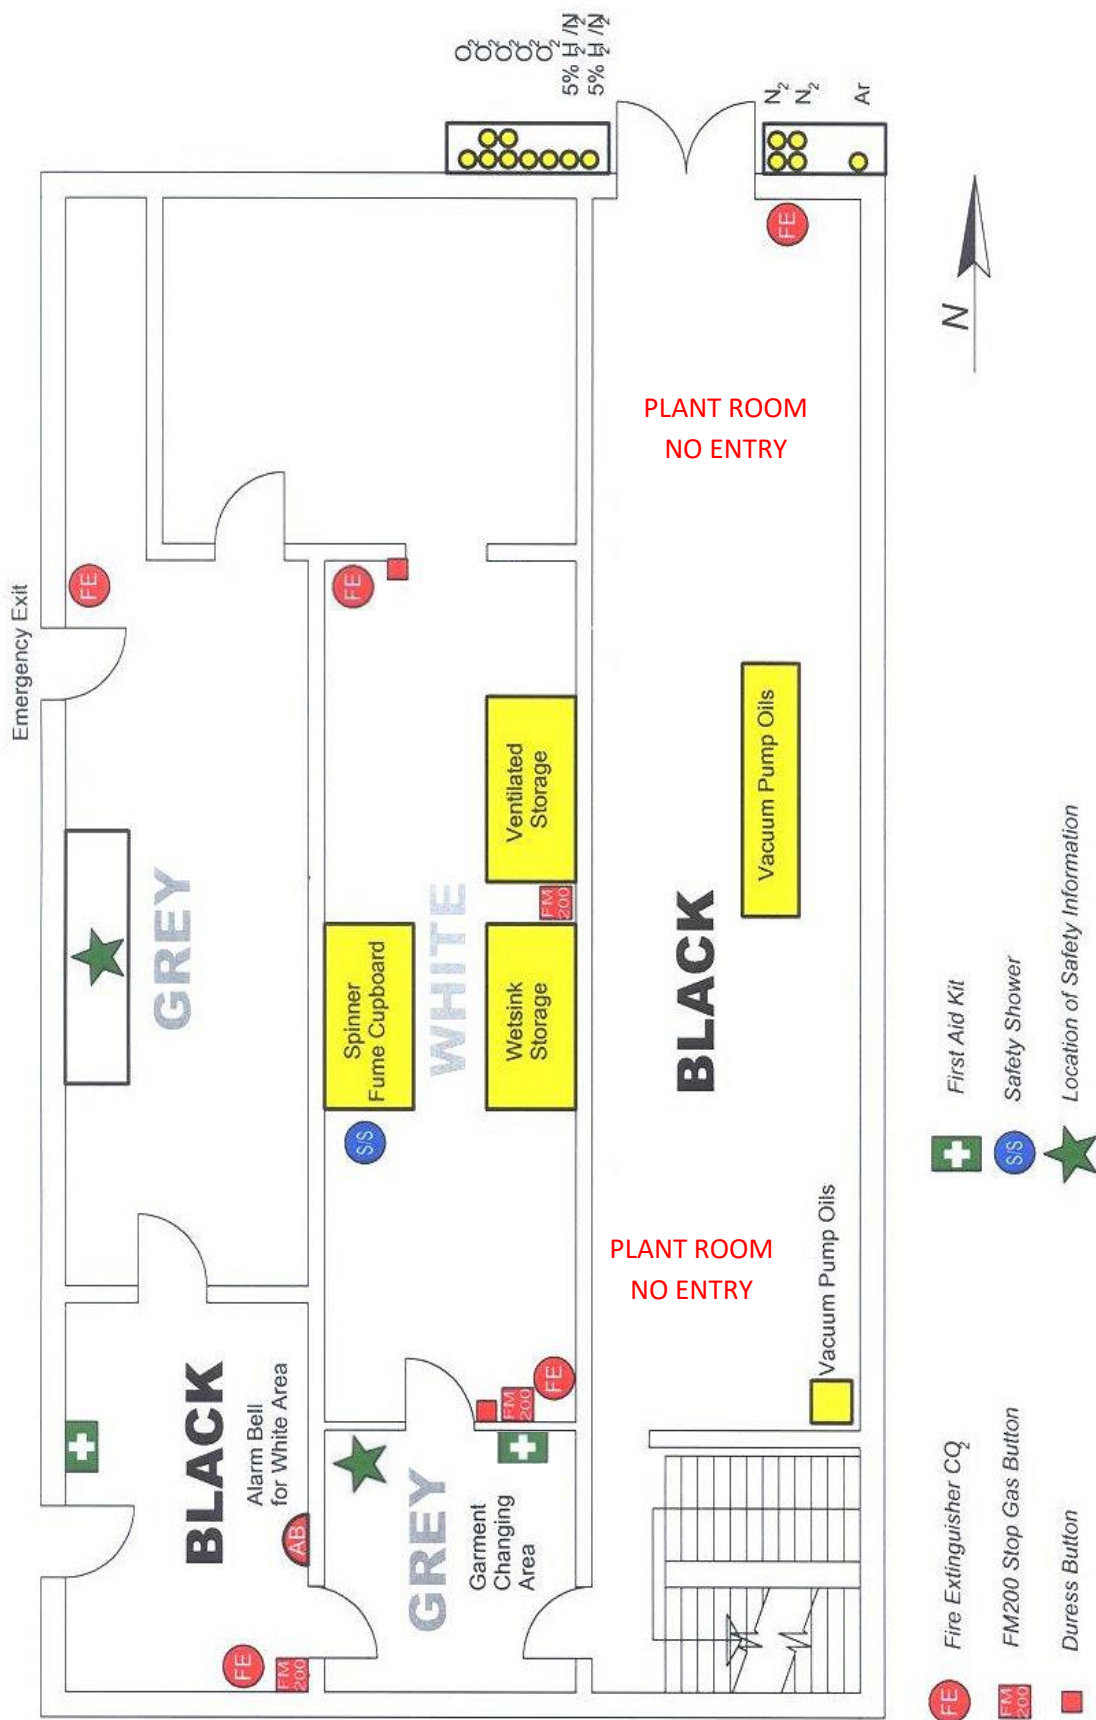 Emergency Exit
O2
O2
O2
O2
O2
5% H2/N2
5% H2/N2
N2
N2
Ar
FE
PLANT ROOM
NO ENTRY
FE
FE
GREY
WHITE
Ventilated
Storage
FM
200
Spinner
Fume Cupboard
Wetsink
Storage
S/S
Vacuum Pump Oils
BLACK
PLANT ROOM
NO ENTRY
Vacuum Pump Oils
BLACK
Alarm Bell
for White Area
AB
FE
FM
200
FM
200
FE
GREY
Garment
Changing
Area
N
FE
Fire Extinguisher CO2
FM
200
FM200 Stop Gas Button
Duress Button
First Aid Kit
S/S
Safety Shower
Location of Safety Information